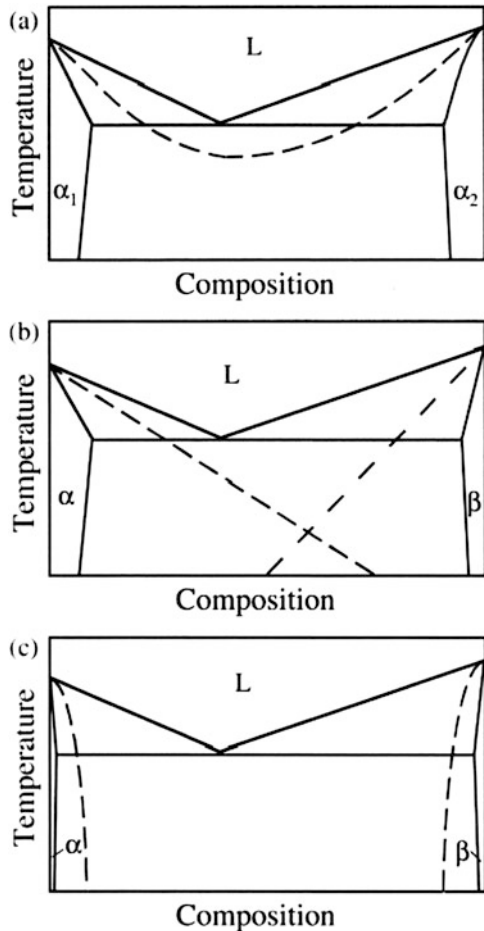 (a)
L
Temperature
α₁
α₂
Composition
(b)
L
Temperature
α
β
Composition
(c)
L
Temperature
α
β
Composition